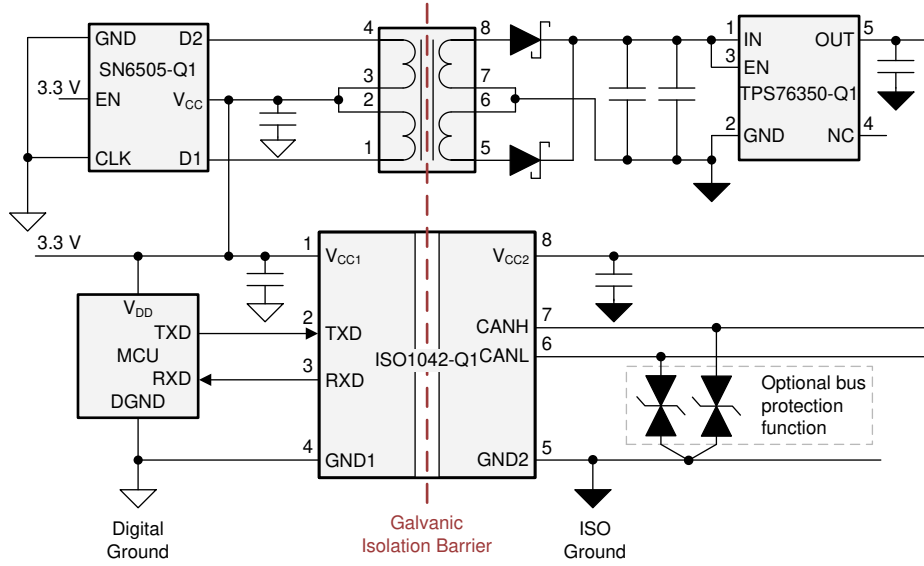 GND
D2
SN6505-Q1
3.3 V
EN
VCC
CLK
D1
4
3
2
1
8
7
6
5
1
3
2
IN
EN
TPS76350-Q1
GND
OUT
NC
5
4
3.3 V
VDD
TXD
MCU
RXD
DGND
1
2
3
4
VCC1
TXD
RXD
GND1
ISO1042-Q1
VCC2
CANH
CANL
GND2
8
7
6
5
Optional bus
protection
function
Digital
Ground
Galvanic
Isolation Barrier
ISO
Ground